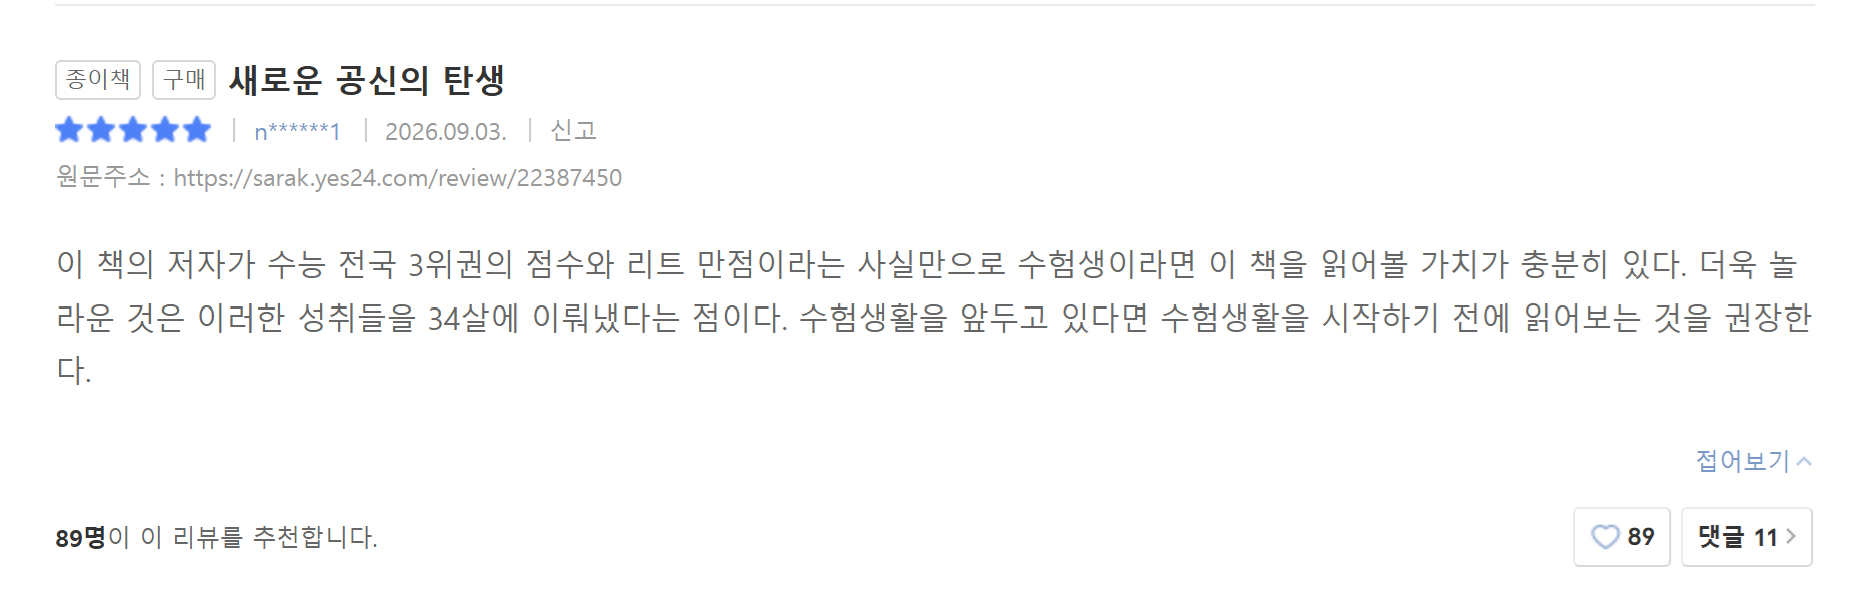 종이책 구매 새로운 공신의 탄생
n******1 2026.09.03. 신고
원문주소 : https://sarak.yes24.com/review/22387450
이 책의 저자가 수능 전국 3위권의 점수와 리트 만점이라는 사실만으로 수험생이라면 이 책을 읽어볼 가치가 충분히 있다. 더욱 놀
라운 것은 이러한 성취들을 34살에 이뤄냈다는 점이다. 수험생활을 앞두고 있다면 수험생활을 시작하기 전에 읽어보는 것을 권장한
다.
접어보기
89명이 이 리뷰를 추천합니다.
89 댓글 11